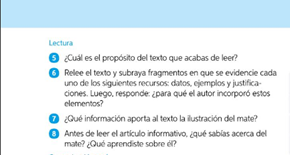 Lectura
5 ¿Cuál es el propósito del texto que acabas de leer?
6 Relee el texto y subraya fragmentos en que se evidencie cada
uno de los siguientes recursos: datos, ejemplos y justifica-
ciones. Luego, responde: ¿para qué el autor incorporó estos
elementos?
7 ¿Qué información aporta al texto la ilustración del mate?
8 Antes de leer el artículo informativo, ¿qué sabías acerca del
mate? ¿Qué aprendiste sobre él?